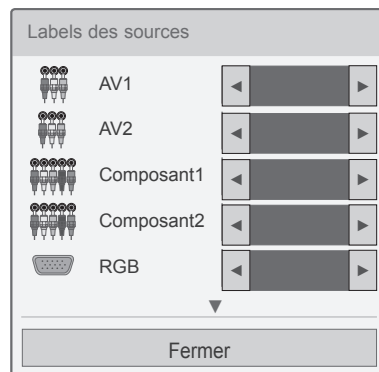 Labels des sources
AV1
AV2
Composant1
Composant2
RGB
Fermer